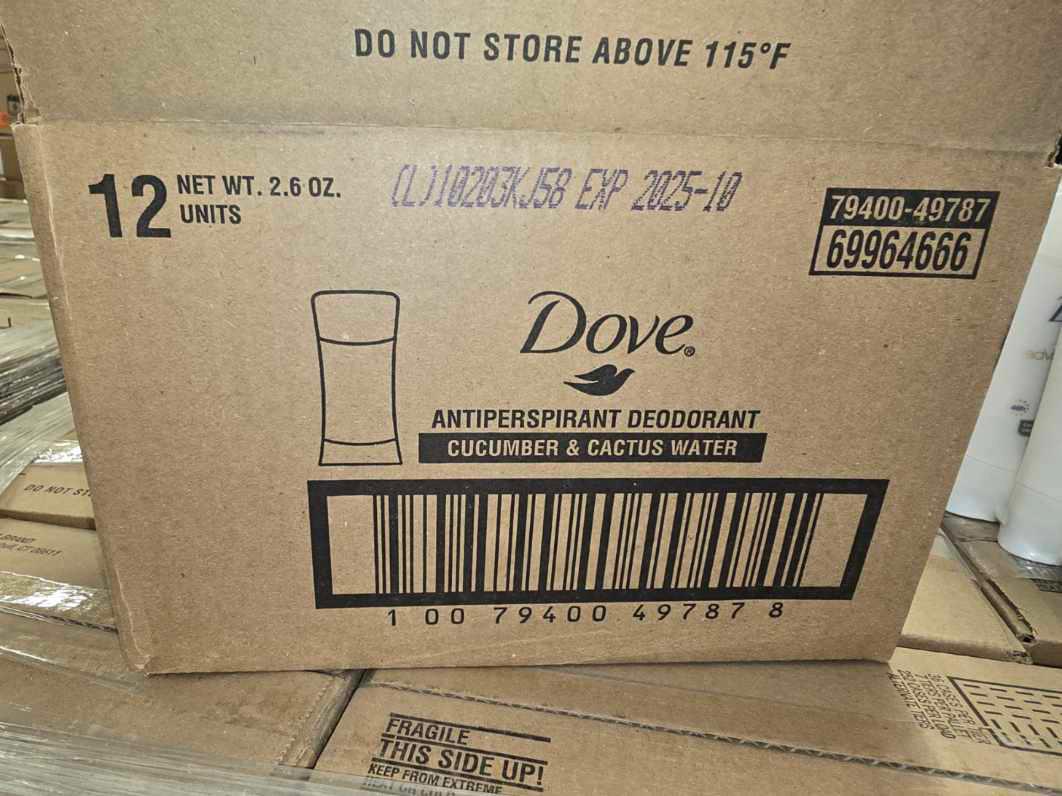 DO NOT STORE ABOVE 115°F
12 NET WT. 2.6 OZ.
UNITS
(L)10203KJ58 EXP 2025-10
79400-49787
69964666
Dove®
ANTIPERSPIRANT DEODORANT
CUCUMBER & CACTUS WATER
1 00 79400 49787 8
DO NOT ST
FRAGILE
THIS SIDE UP!
KEEP FROM EXTREME